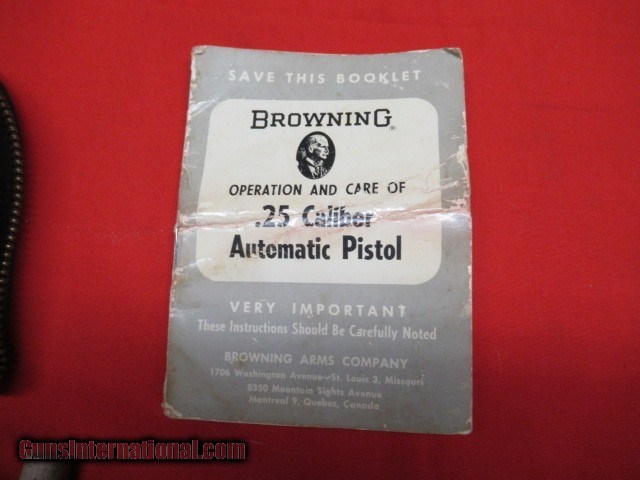 SAVE THIS BOOKLET
BROWNING®
OPERATION AND CARE OF
.25 Caliber
Automatic Pistol
VERY IMPORTANT
These Instructions Should Be Carefully Noted
BROWNING ARMS COMPANY
1706 Washington Avenue—St. Louis 3, Missouri
8350 Mountain Sights Avenue
Montreal 9, Quebec, Canada
GunsInternational.com